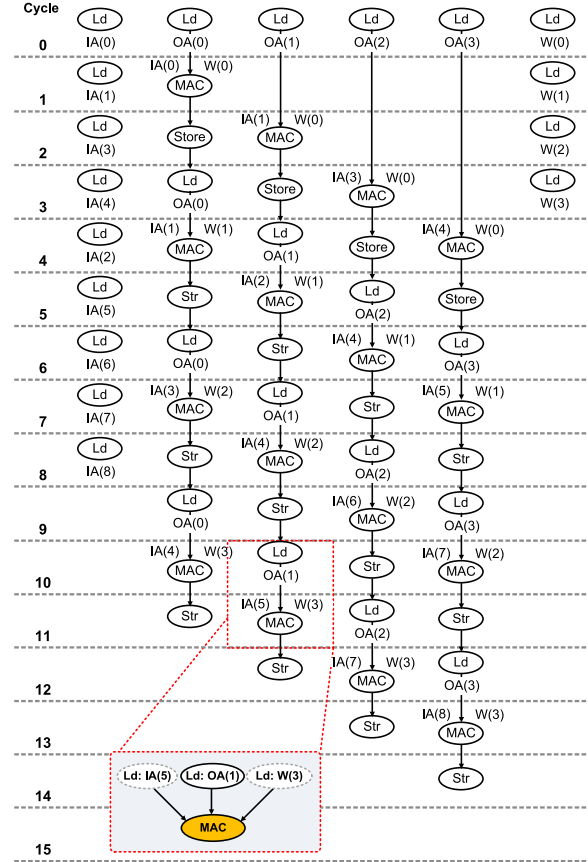 Cycle Ld Ld Ld Ld Ld Ld
0 IA(0) OA(0) OA(1) OA(2) OA(3) W(0)
IA(0) W(0)
1 Ld MAC Ld
IA(1) W(1)
IA(1) W(0)
2 Ld Store MAC Ld
IA(3) W(2)
IA(3) W(0)
3 Ld Ld Store MAC Ld
IA(4) OA(0) W(3)
IA(1) W(1) IA(4) W(0)
4 Ld MAC Ld Store MAC
IA(2) OA(1)
IA(2) W(1)
5 Ld Str MAC Ld Store
IA(5) OA(2)
IA(4) W(1)
6 Ld Ld Str MAC Ld
IA(6) OA(0) OA(3)
IA(3) W(2) IA(5) W(1)
7 Ld MAC Ld Str MAC
IA(7) OA(1)
IA(4) W(2)
8 Ld Str MAC Ld Str
IA(8) OA(2)
IA(6) W(2)
9 Ld Str MAC Ld
OA(0) OA(3)
IA(4) W(3) IA(7) W(2)
10 MAC Ld Str MAC
OA(1)
IA(5) W(3)
11 Str MAC Ld Str
OA(2)
IA(7) W(3)
12 Str MAC Ld
OA(3)
IA(8) W(3)
13 Str MAC
Ld: IA(5) Ld: OA(1) Ld: W(3)
14 Str
MAC
15